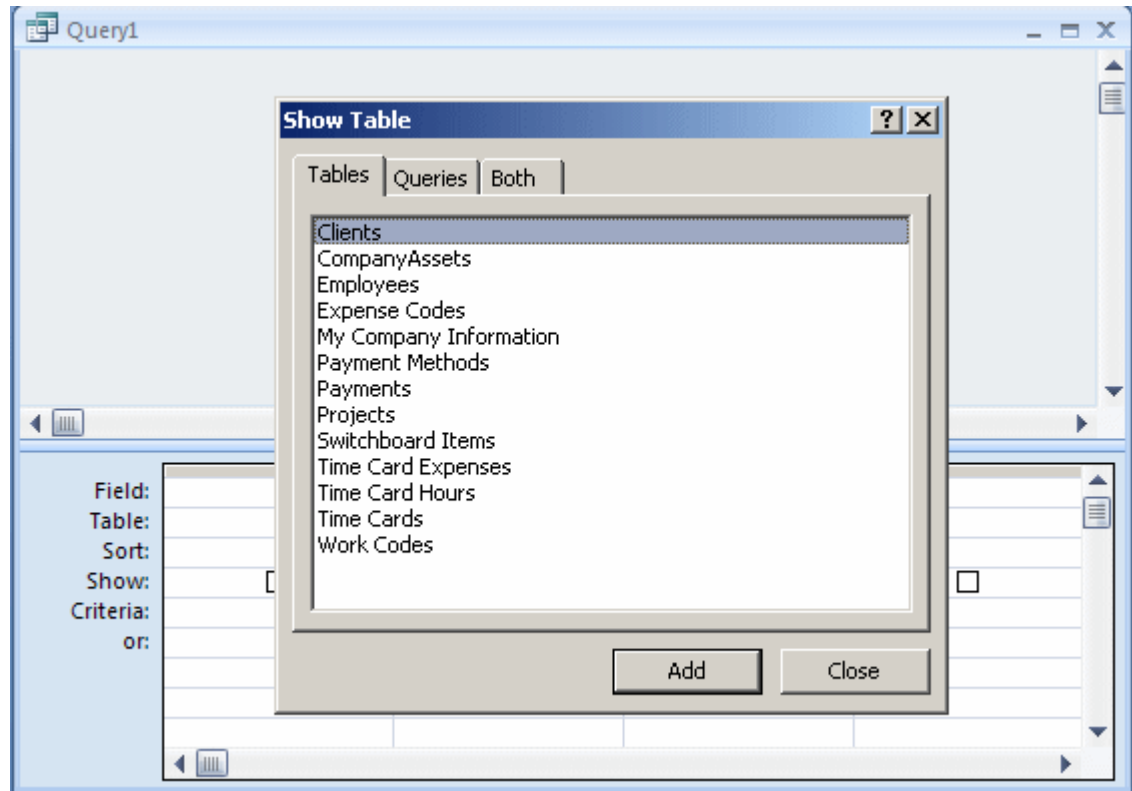 Query1
Show Table
Tables Queries Both
Clients
CompanyAssets
Employees
Expense Codes
My Company Information
Payment Methods
Payments
Projects
Switchboard Items
Time Card Expenses
Time Card Hours
Time Cards
Work Codes
Add Close
Field:
Table:
Sort:
Show:
Criteria:
or: